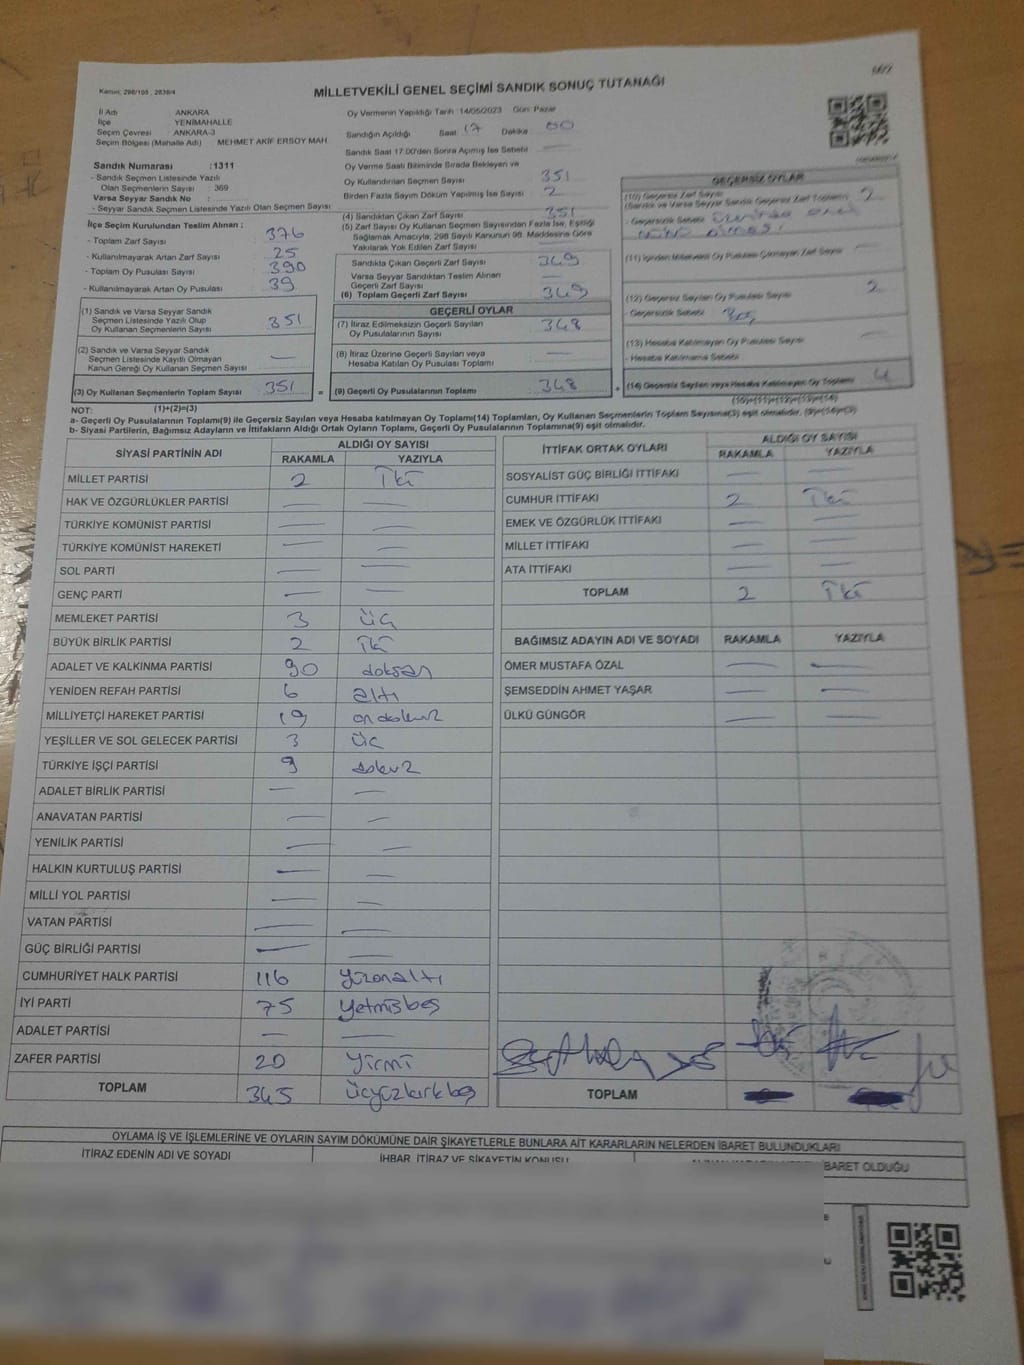 Kanun; 298/105 , 2839/4
MİLLETVEKİLİ GENEL SEÇİMİ SANDIK SONUÇ TUTANAĞI
İl Adı : ANKARA
İlçe : YENİMAHALLE
Seçim Çevresi : ANKARA-3
Seçim Bölgesi (Mahalle Adı) MEHMET AKİF ERSOY MAH
Sandık Numarası :1311
- Sandık Seçmen Listesinde Yazılı
Olan Seçmenlerin Sayısı : 369
Varsa Seyyar Sandık No :
- Seyyar Sandık Seçmen Listesinde Yazılı Olan Seçmen Sayısı
İlçe Seçim Kurulundan Teslim Alınan ;
- Toplam Zarf Sayısı 376
- Kullanılmayarak Artan Zarf Sayısı 25
- Toplam Oy Pusulası Sayısı 390
- Kullanılmayarak Artan Oy Pusulası 39
(1) Sandık ve Varsa Seyyar Sandık
Seçmen Listesinde Yazılı Olup
Oy Kullanan Seçmenlerin Sayısı 351
(2) Sandık ve Varsa Seyyar Sandık
Seçmen Listesinde Kayıtlı Olmayan
Kanun Gereği Oy Kullanan Seçmen Sayısı —
(3) Oy Kullanan Seçmenlerin Toplam Sayısı 351 =
(1)+(2)=(3)
Oy Vermenin Yapıldığı Tarih :14/05/2023 Gün: Pazar
Sandığın Açıldığı Saat 17 Dakika 00
Sandık Saat 17:00'den Sonra Açılmış İse Sebebi —
Oy Verme Saati Bitiminde Sırada Bekleyen ve
Oy Kullandırılan Seçmen Sayısı 351
Birden Fazla Sayım Döküm Yapılmış İse Sayısı 2
(4) Sandıktan Çıkan Zarf Sayısı 351
(5) Zarf Sayısı Oy Kullanan Seçmen Sayısından Fazla İse, Eşitliği
Sağlamak Amacıyla, 298 Sayılı Kanunun 98. Maddesine Göre
Yakılarak Yok Edilen Zarf Sayısı —
Sandıkta Çıkan Geçerli Zarf Sayısı 349
Varsa Seyyar Sandıktan Teslim Alınan
Geçerli Zarf Sayısı —
(6) Toplam Geçerli Zarf Sayısı 349
GEÇERLİ OYLAR
(7) İtiraz Edilmeksizin Geçerli Sayılan
Oy Pusulalarının Sayısı 348
(8) İtiraz Üzerine Geçerli Sayılan veya
Hesaba Katılan Oy Pusulası Toplamı —
(9) Geçerli Oy Pusulalarının Toplamı 348 +
GEÇERSİZ OYLAR
(10) Geçersiz Zarf Sayısı
(Sandık ve Varsa Seyyar Sandık Geçersiz Zarf Toplamı) 2
- Geçersizlik Sebebi
(11) İçinden Milletvekili Oy Pusulası Çıkmayan Zarf Sayısı —
(12) Geçersiz Sayılan Oy Pusulası Sayısı 2
- Geçersizlik Sebebi
(13) Hesaba Katılmayan Oy Pusulası Sayısı —
- Hesaba Katılmama Sebebi
(14) Geçersiz Sayılan veya Hesaba Katılmayan Oy Toplamı 4
(10)+(11)+(12)+(13)=(14)
NOT:
a- Geçerli Oy Pusulalarının Toplamı(9) ile Geçersiz Sayılan veya Hesaba katılmayan Oy Toplamı(14) Toplamları, Oy Kullanan Seçmenlerin Toplam Sayısına(3) eşit olmalıdır. (9)+(14)=(3)
b- Siyasi Partilerin, Bağımsız Adayların ve İttifakların Aldığı Ortak Oyların Toplamı, Geçerli Oy Pusulalarının Toplamına(9) eşit olmalıdır.
SİYASİ PARTİNİN ADI ALDIĞI OY SAYISI
RAKAMLA YAZIYLA
MİLLET PARTİSİ 2 İki
HAK VE ÖZGÜRLÜKLER PARTİSİ — —
TÜRKİYE KOMÜNİST PARTİSİ — —
TÜRKİYE KOMÜNİST HAREKETİ — —
SOL PARTİ — —
GENÇ PARTİ — —
MEMLEKET PARTİSİ 3 üç
BÜYÜK BİRLİK PARTİSİ 2 iki
ADALET VE KALKINMA PARTİSİ 90 doksan
YENİDEN REFAH PARTİSİ 6 altı
MİLLİYETÇİ HAREKET PARTİSİ 19 ondokuz
YEŞİLLER VE SOL GELECEK PARTİSİ 3 üç
TÜRKİYE İŞÇİ PARTİSİ 9 dokuz
ADALET BİRLİK PARTİSİ — —
ANAVATAN PARTİSİ — —
YENİLİK PARTİSİ — —
HALKIN KURTULUŞ PARTİSİ — —
MİLLİ YOL PARTİSİ — —
VATAN PARTİSİ — —
GÜÇ BİRLİĞİ PARTİSİ — —
CUMHURİYET HALK PARTİSİ 116 yüzonaltı
İYİ PARTİ 75 yetmişbeş
ADALET PARTİSİ — —
ZAFER PARTİSİ 20 yirmi
TOPLAM 345 üçyüzkırkbeş
İTTİFAK ORTAK OYLARI ALDIĞI OY SAYISI
RAKAMLA YAZIYLA
SOSYALİST GÜÇ BİRLİĞİ İTTİFAKI — —
CUMHUR İTTİFAKI 2 İki
EMEK VE ÖZGÜRLÜK İTTİFAKI — —
MİLLET İTTİFAKI — —
ATA İTTİFAKI — —
TOPLAM 2 İki
BAĞIMSIZ ADAYIN ADI VE SOYADI RAKAMLA YAZIYLA
ÖMER MUSTAFA ÖZAL — —
ŞEMSEDDİN AHMET YAŞAR — —
ÜLKÜ GÜNGÖR — —
TOPLAM
OYLAMA İŞ VE İŞLEMLERİNE VE OYLARIN SAYIM DÖKÜMÜNE DAİR ŞİKAYETLERLE BUNLARA AİT KARARLARIN NELERDEN İBARET BULUNDUKLARI
İTİRAZ EDENİN ADI VE SOYADI İHBAR, İTİRAZ VE ŞİKAYETİN KONUSU İBARET OLDUĞU